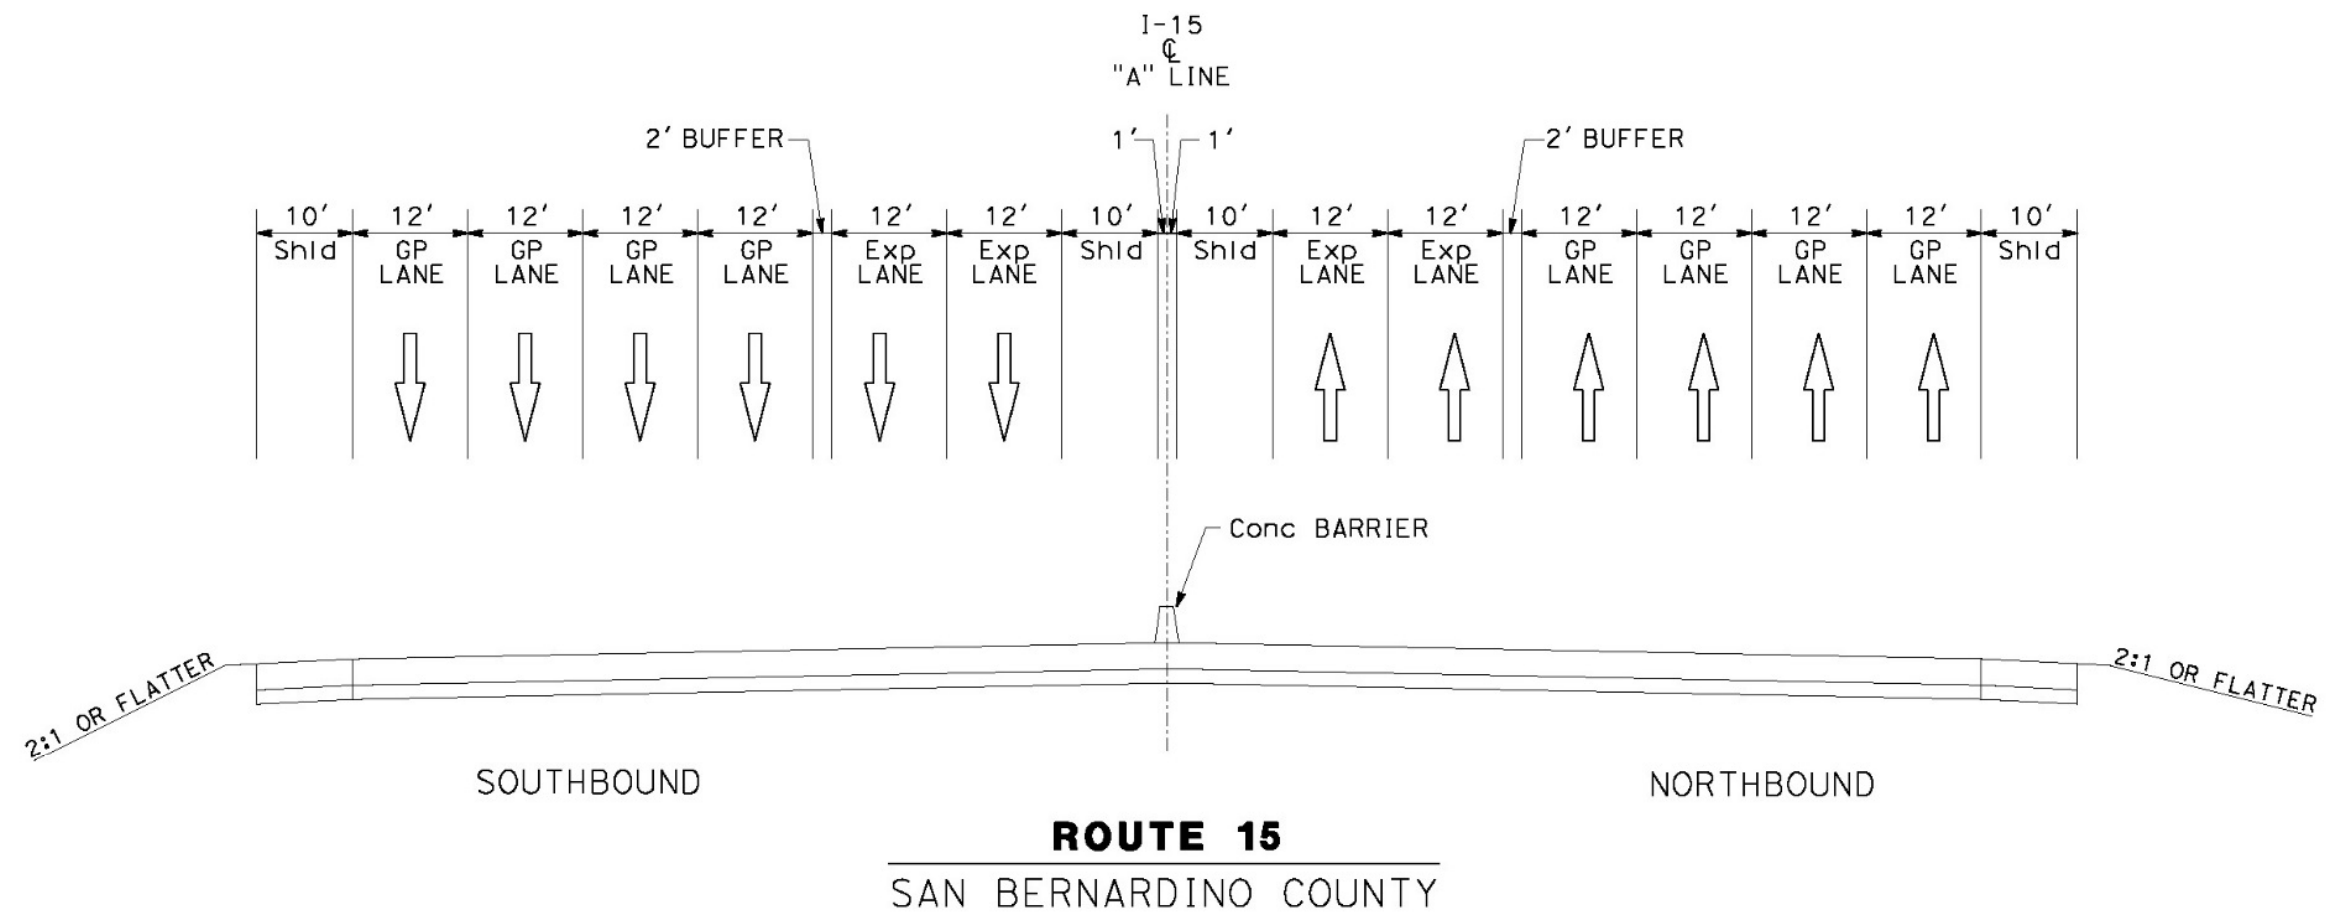 I-15
℄
"A" LINE
2' BUFFER
1'
1'
2' BUFFER
10' 12' 12' 12' 12' 12' 12' 10' 10' 12' 12' 12' 12' 12' 12' 10'
Shld GP GP GP GP Exp Exp Shld Shld Exp Exp GP GP GP GP Shld
LANE LANE LANE LANE LANE LANE LANE LANE LANE LANE LANE LANE
Conc BARRIER
2:1 OR FLATTER
2:1 OR FLATTER
SOUTHBOUND
NORTHBOUND
ROUTE 15
SAN BERNARDINO COUNTY